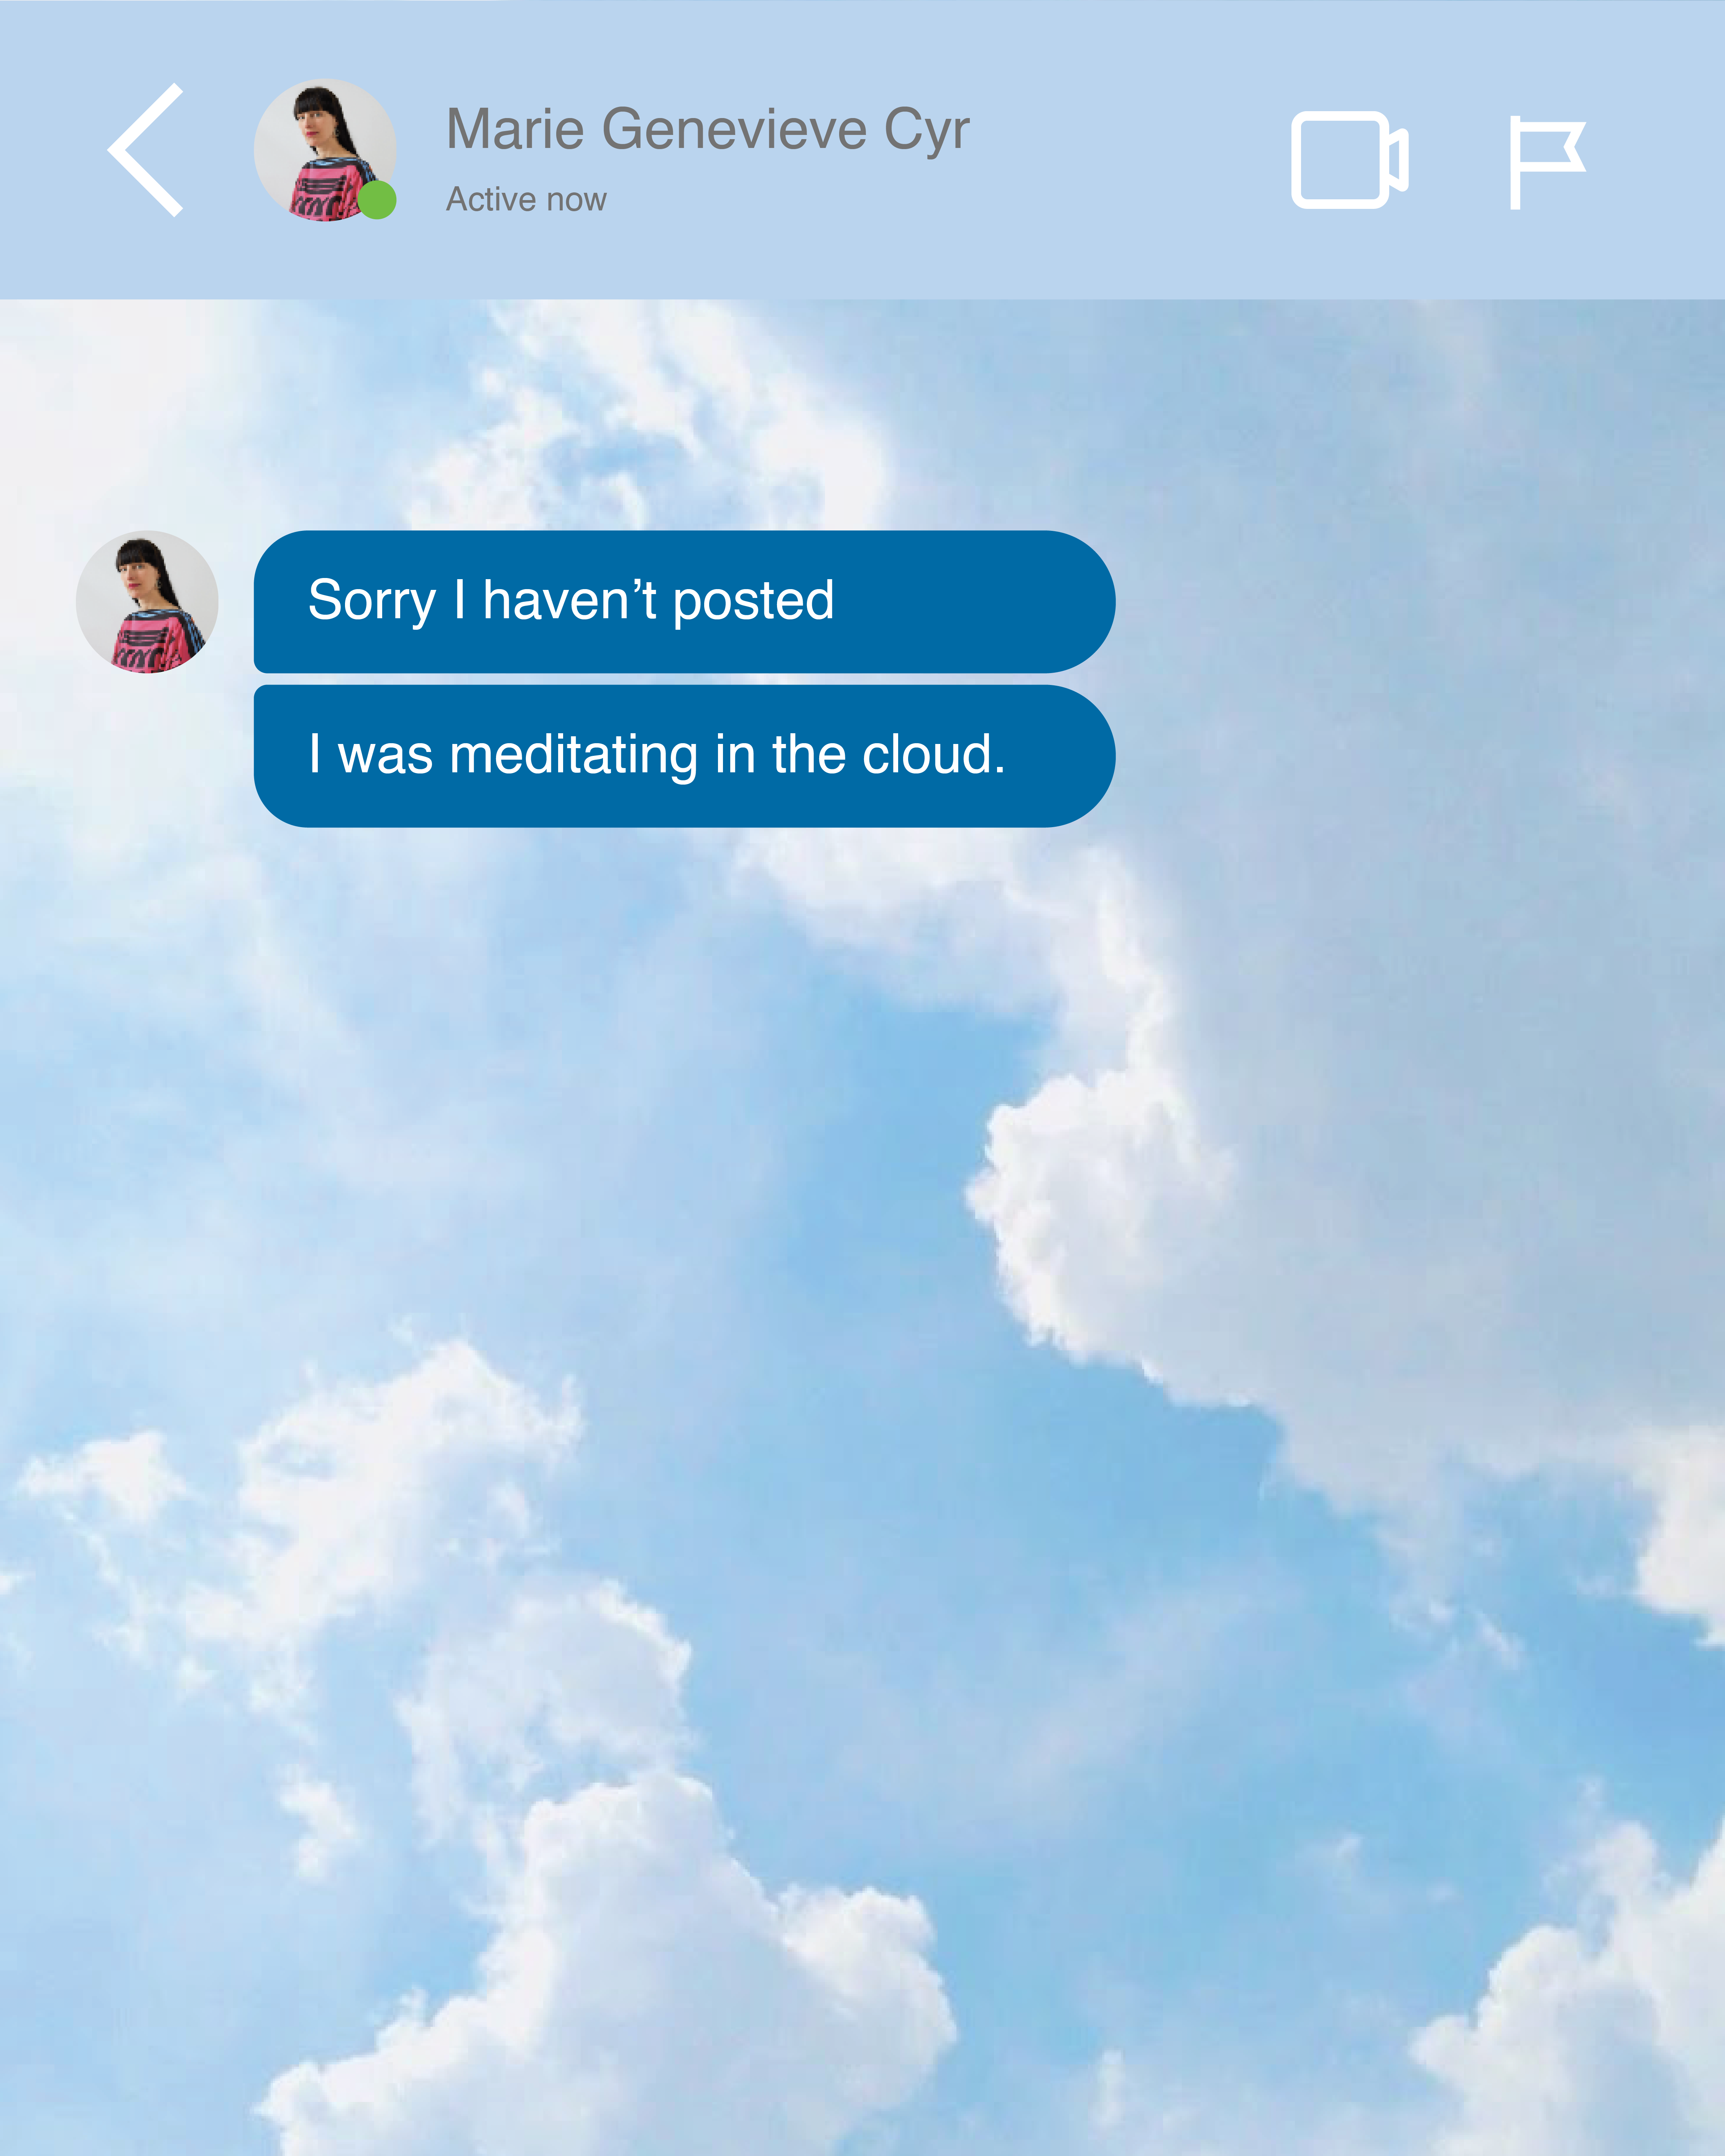 Marie Genevieve Cyr
Active now
Sorry I haven’t posted
I was meditating in the cloud.